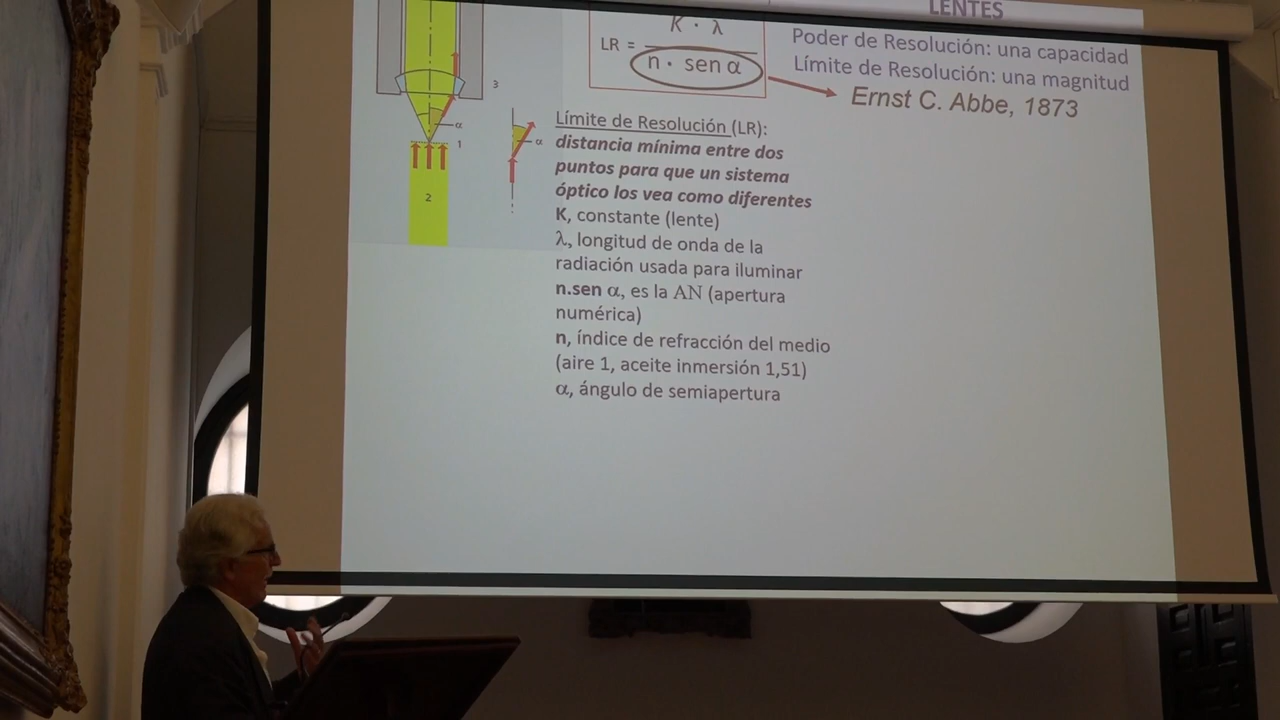 LENTES
K · λ
LR =
n · sen α
Poder de Resolución: una capacidad
Límite de Resolución: una magnitud
Ernst C. Abbe, 1873
3
α
1
α
2
Límite de Resolución (LR):
distancia mínima entre dos
puntos para que un sistema
óptico los vea como diferentes
K, constante (lente)
λ, longitud de onda de la
radiación usada para iluminar
n.sen α, es la AN (apertura
numérica)
n, índice de refracción del medio
(aire 1, aceite inmersión 1,51)
α, ángulo de semiapertura